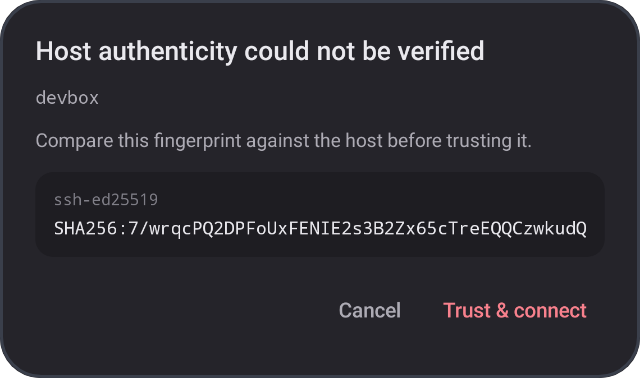 Host authenticity could not be verified
devbox
Compare this fingerprint against the host before trusting it.
ssh-ed25519
SHA256:7/wrqcPQ2DPFoUxFENIE2s3B2Zx65cTreEQQCzwkudQ
Cancel
Trust & connect